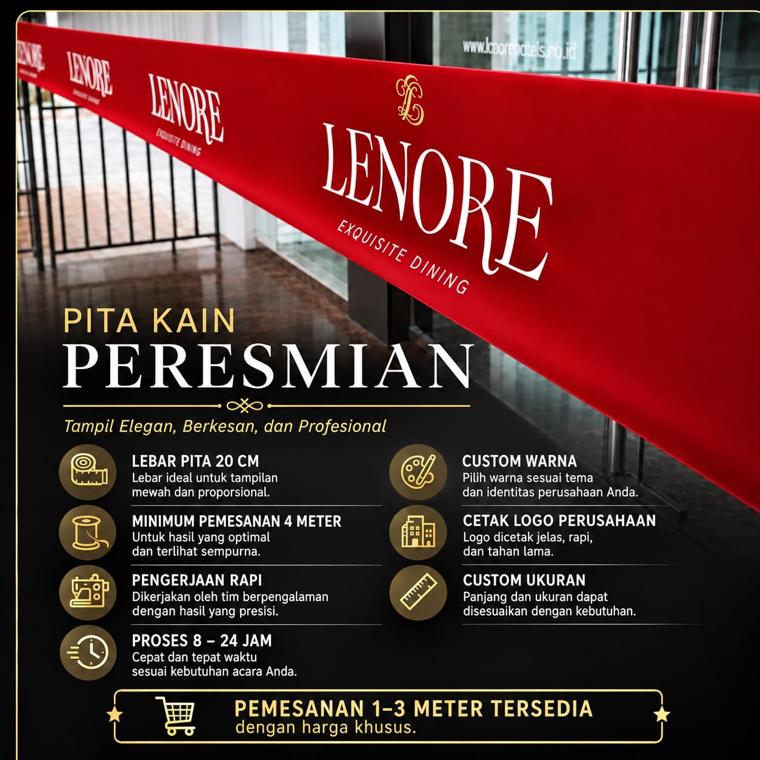 LENORE
EXQUISITE DINING
LENORE
EXQUISITE DINING
LENORE
EXQUISITE DINING
PITA KAIN
PERESMIAN
Tampil Elegan, Berkesan, dan Profesional
LEBAR PITA 20 CM
Lebar ideal untuk tampilan
mewah dan proporsional.
MINIMUM PEMESANAN 4 METER
Untuk hasil yang optimal
dan terlihat sempurna.
PENGERJAAN RAPI
Dikerjakan oleh tim berpengalaman
dengan hasil yang presisi.
PROSES 8 – 24 JAM
Cepat dan tepat waktu
sesuai kebutuhan acara Anda.
CUSTOM WARNA
Pilih warna sesuai tema
dan identitas perusahaan Anda.
CETAK LOGO PERUSAHAAN
Logo dicetak jelas, rapi,
dan tahan lama.
CUSTOM UKURAN
Panjang dan ukuran dapat
disesuaikan dengan kebutuhan.
PEMESANAN 1–3 METER TERSEDIA
dengan harga khusus.